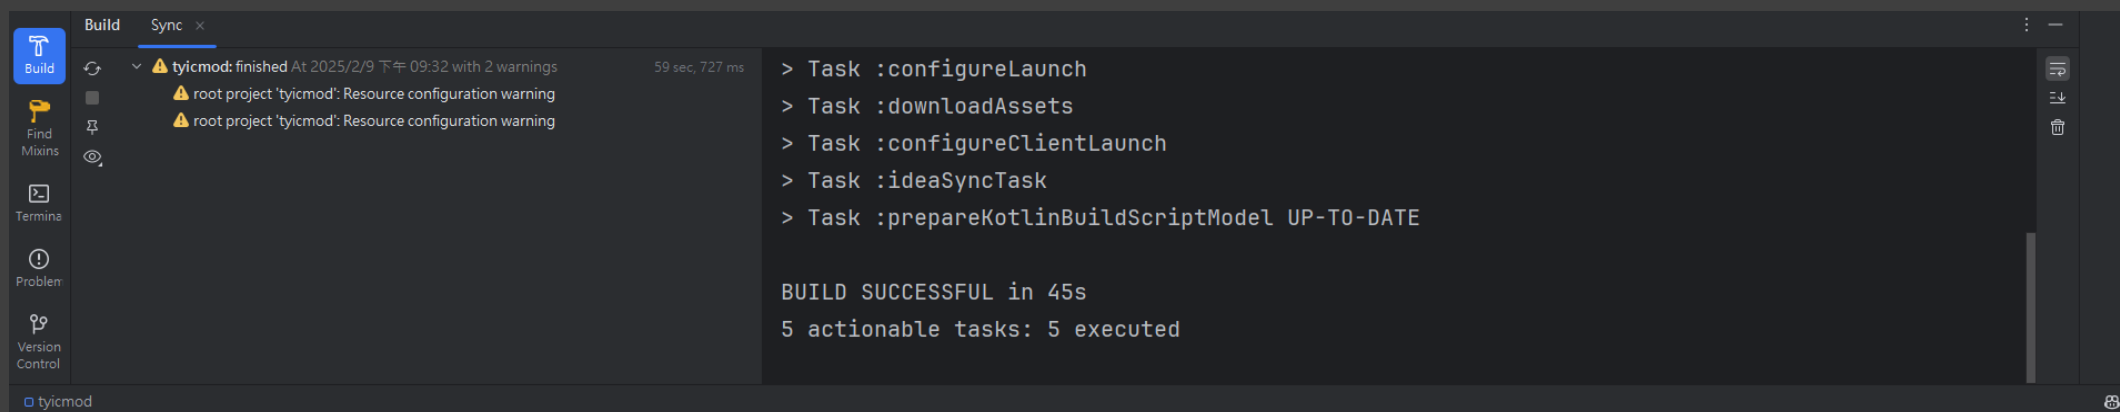 Build
Sync
Build
Find
Mixins
Termina
Problem
Version
Control
tyicmod: finished At 2025/2/9 下午 09:32 with 2 warnings
59 sec, 727 ms
root project 'tyicmod': Resource configuration warning
root project 'tyicmod': Resource configuration warning
> Task :configureLaunch
> Task :downloadAssets
> Task :configureClientLaunch
> Task :ideaSyncTask
> Task :prepareKotlinBuildScriptModel UP-TO-DATE
BUILD SUCCESSFUL in 45s
5 actionable tasks: 5 executed
tyicmod